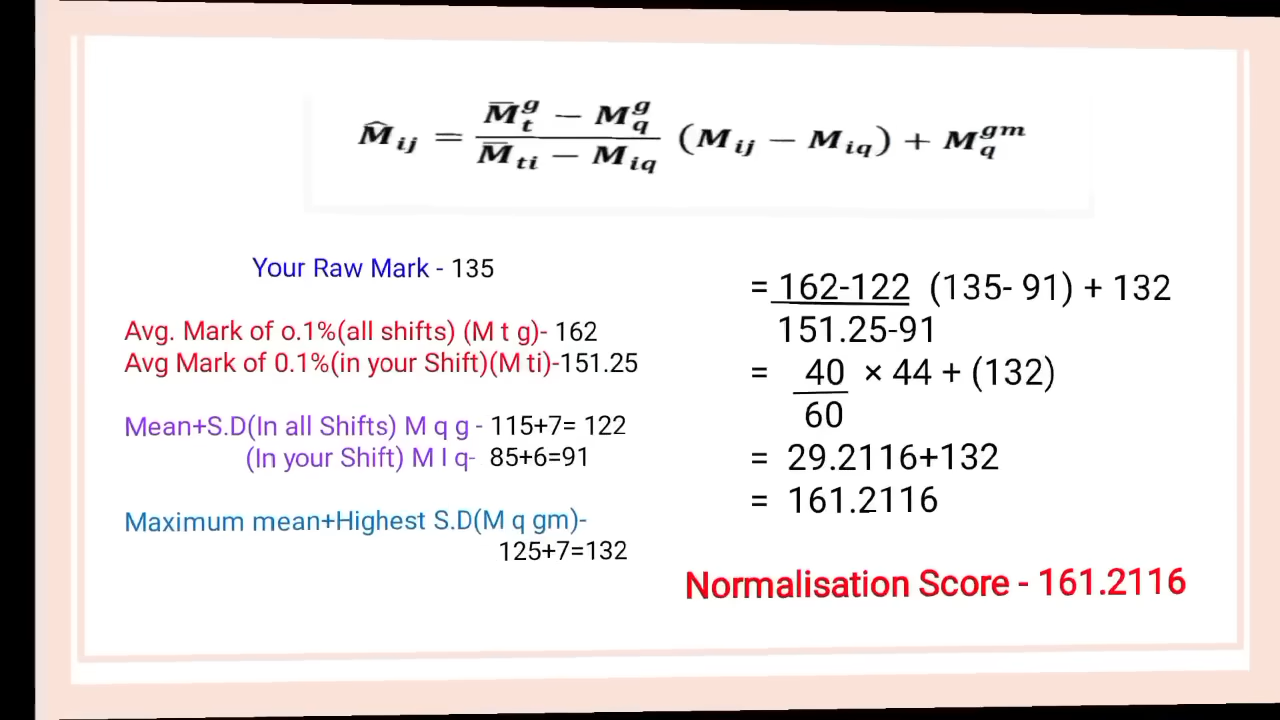 M̂ij = (M̄tᵍ − Mqᵍ) / (M̄ti − Miq) (Mij − Miq) + Mqᵍᵐ
Your Raw Mark - 135
Avg. Mark of o.1%(all shifts) (M t g)- 162
Avg Mark of 0.1%(in your Shift)(M ti)-151.25
Mean+S.D(In all Shifts) M q g - 115+7= 122
(In your Shift) M I q- 85+6=91
Maximum mean+Highest S.D(M q gm)-
125+7=132
= 162-122 (135- 91) + 132
151.25-91
= 40 × 44 + (132)
60
= 29.2116+132
= 161.2116
Normalisation Score - 161.2116